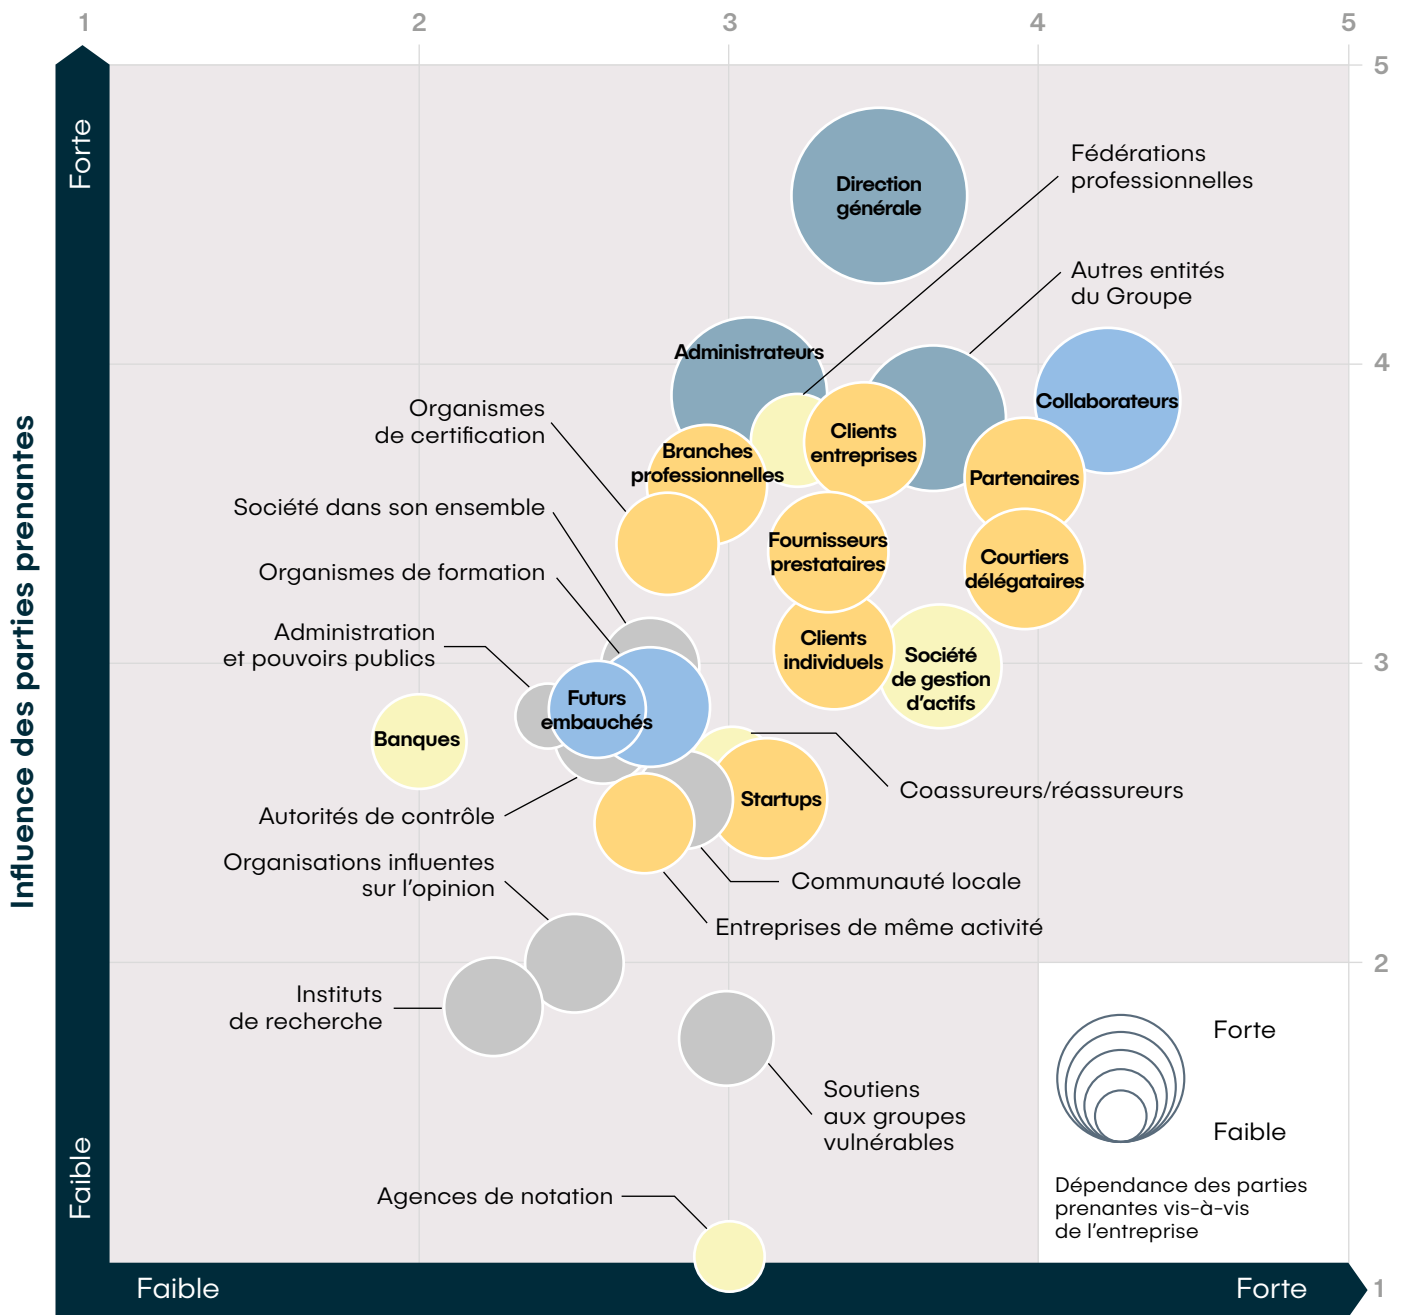 1
2
3
4
5
5
4
3
2
1
Forte
Faible
Influence des parties prenantes
Faible
Forte
Direction
générale
Fédérations
professionnelles
Autres entités
du Groupe
Administrateurs
Collaborateurs
Organismes
de certification
Clients
entreprises
Branches
professionnelles
Partenaires
Société dans son ensemble
Fournisseurs
prestataires
Courtiers
délégataires
Organismes de formation
Administration
et pouvoirs publics
Clients
individuels
Société
de gestion
d'actifs
Futurs
embauchés
Banques
Coassureurs/réassureurs
Startups
Autorités de contrôle
Organisations influentes
sur l'opinion
Communauté locale
Entreprises de même activité
Instituts
de recherche
Soutiens
aux groupes
vulnérables
Agences de notation
Forte
Faible
Dépendance des parties
prenantes vis-à-vis
de l'entreprise